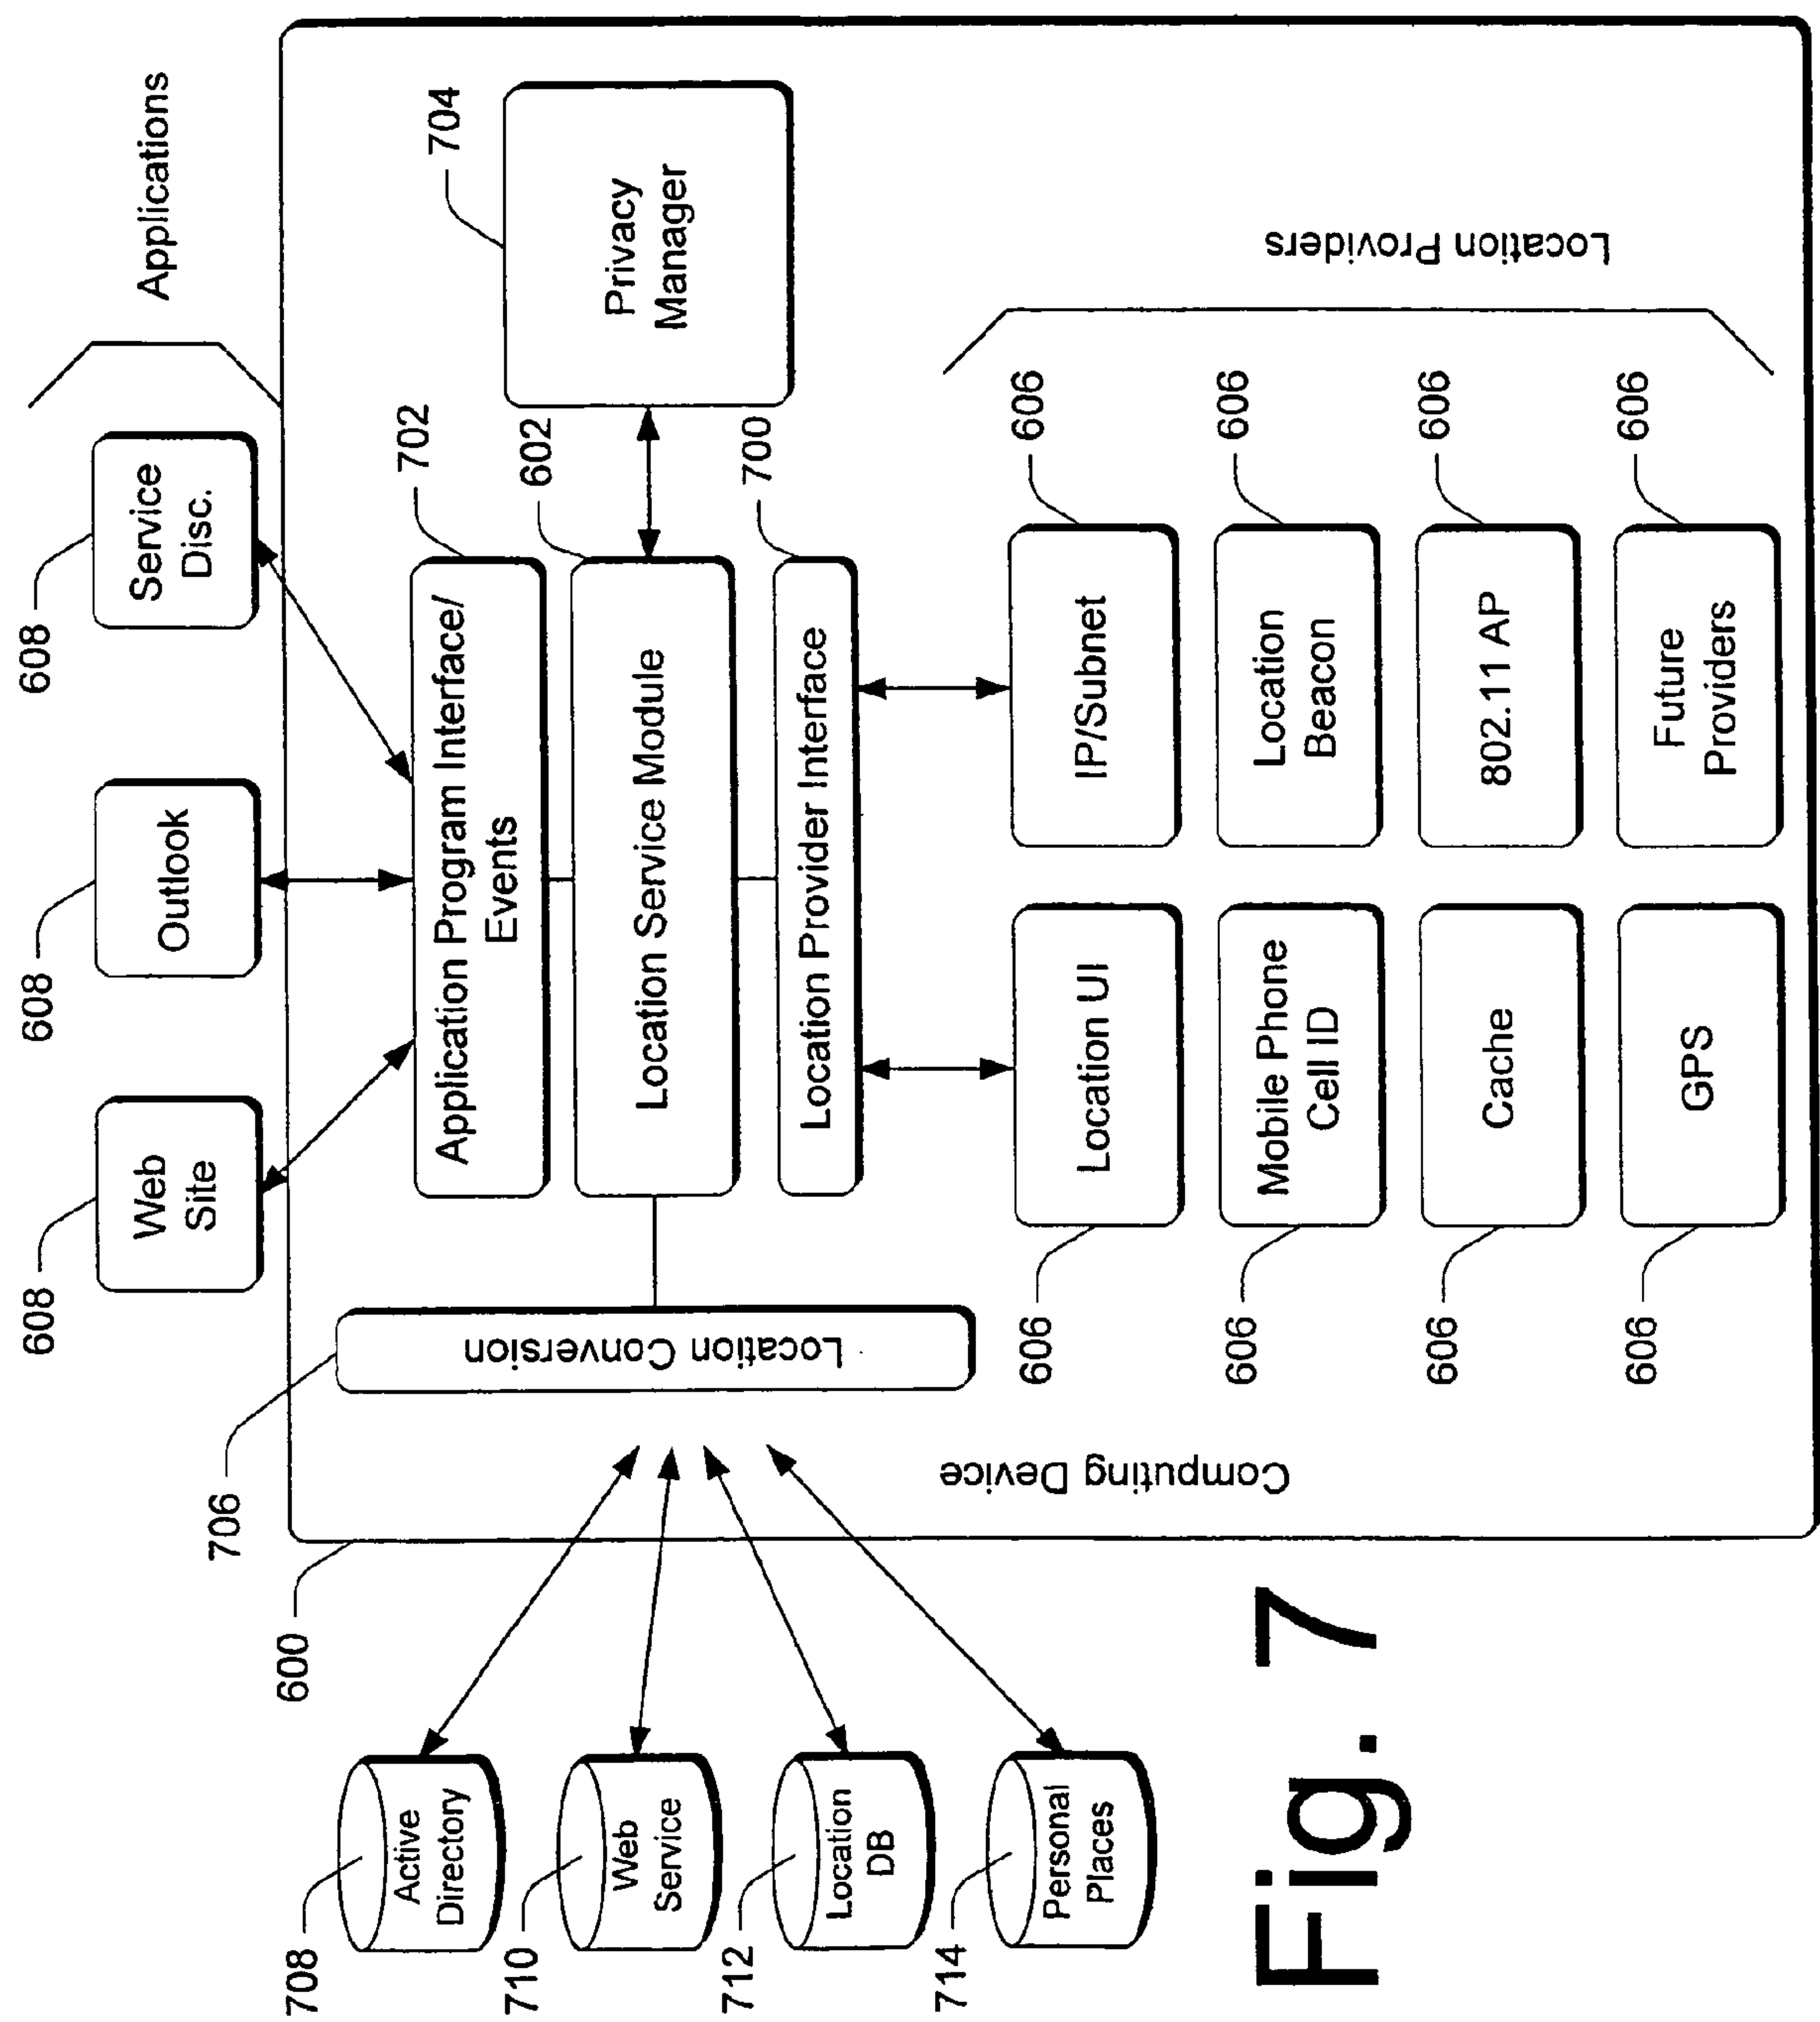 608
Web
Site
608
Outlook
608
Service
Disc.
Applications
706
600
702
Application Program Interface/
Events
602
Location Service Module
704
Privacy
Manager
700
Location Provider Interface
Location Conversion
Computing Device
708
Active
Directory
710
Web
Service
712
Location
DB
714
Personal
Places
606
Location UI
606
IP/Subnet
606
Mobile Phone
Cell ID
606
Location
Beacon
606
Cache
606
802.11 AP
606
GPS
606
Future
Providers
Location Providers
Fig. 7